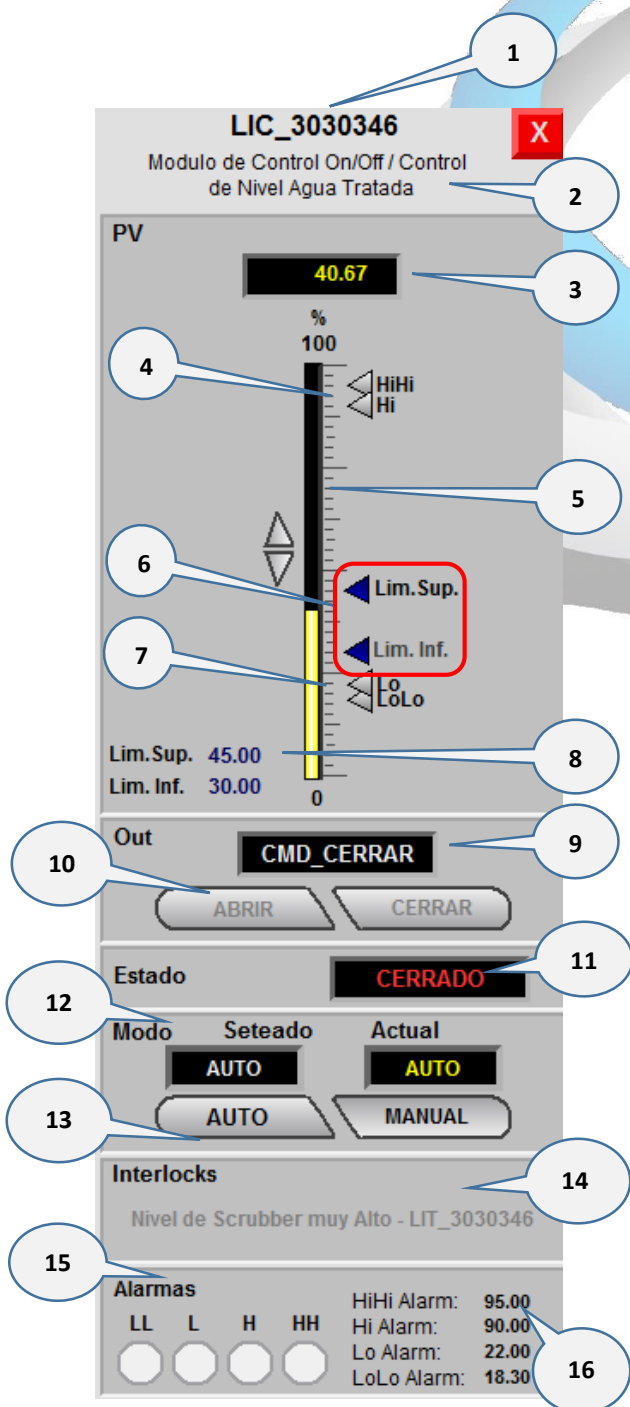 1
LIC_3030346
X
Modulo de Control On/Off / Control
de Nivel Agua Tratada
2
PV
40.67
3
%
100
4
HiHi
Hi
5
6
Lim.Sup.
7
Lim. Inf.
Lo
LoLo
Lim.Sup. 45.00
8
Lim. Inf. 30.00
0
Out
CMD_CERRAR
9
10
ABRIR CERRAR
Estado CERRADO
11
12
Modo Seteado Actual
AUTO AUTO
13
AUTO MANUAL
Interlocks
14
Nivel de Scrubber muy Alto - LIT_3030346
15
Alarmas
LL L H HH
HiHi Alarm: 95.00
Hi Alarm: 90.00
Lo Alarm: 22.00
LoLo Alarm: 18.30
16